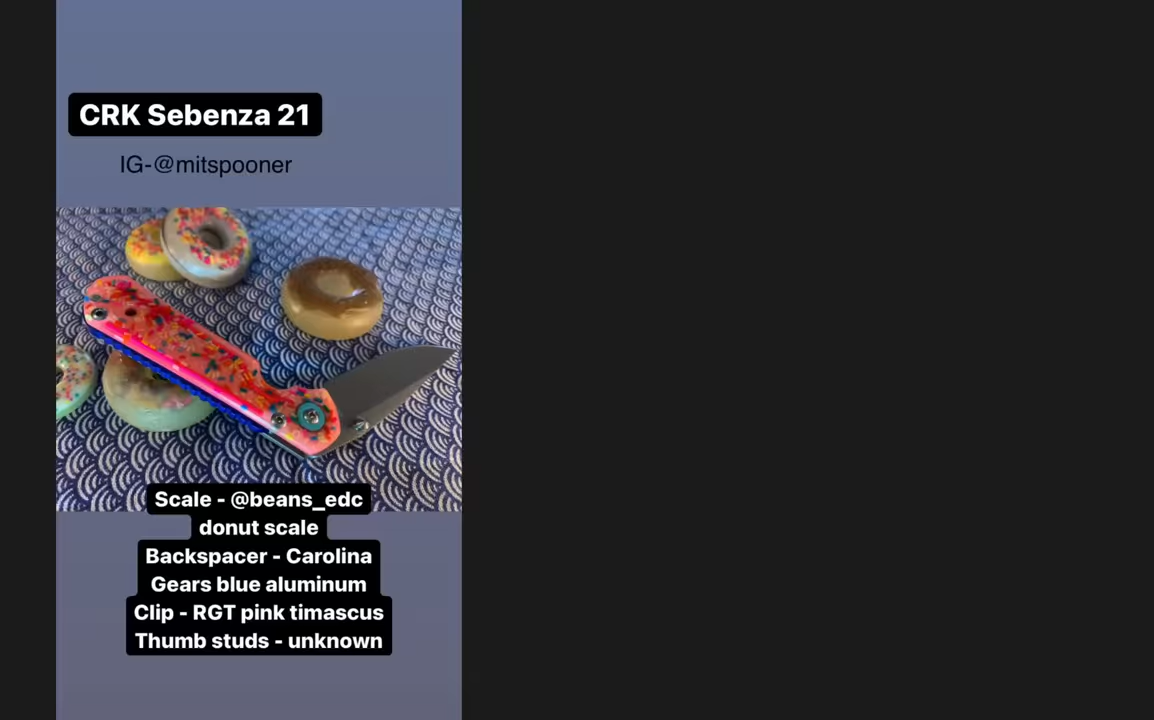 CRK Sebenza 21
IG-@mitspooner
Scale - @beans_edc
donut scale
Backspacer - Carolina
Gears blue aluminum
Clip - RGT pink timascus
Thumb studs - unknown